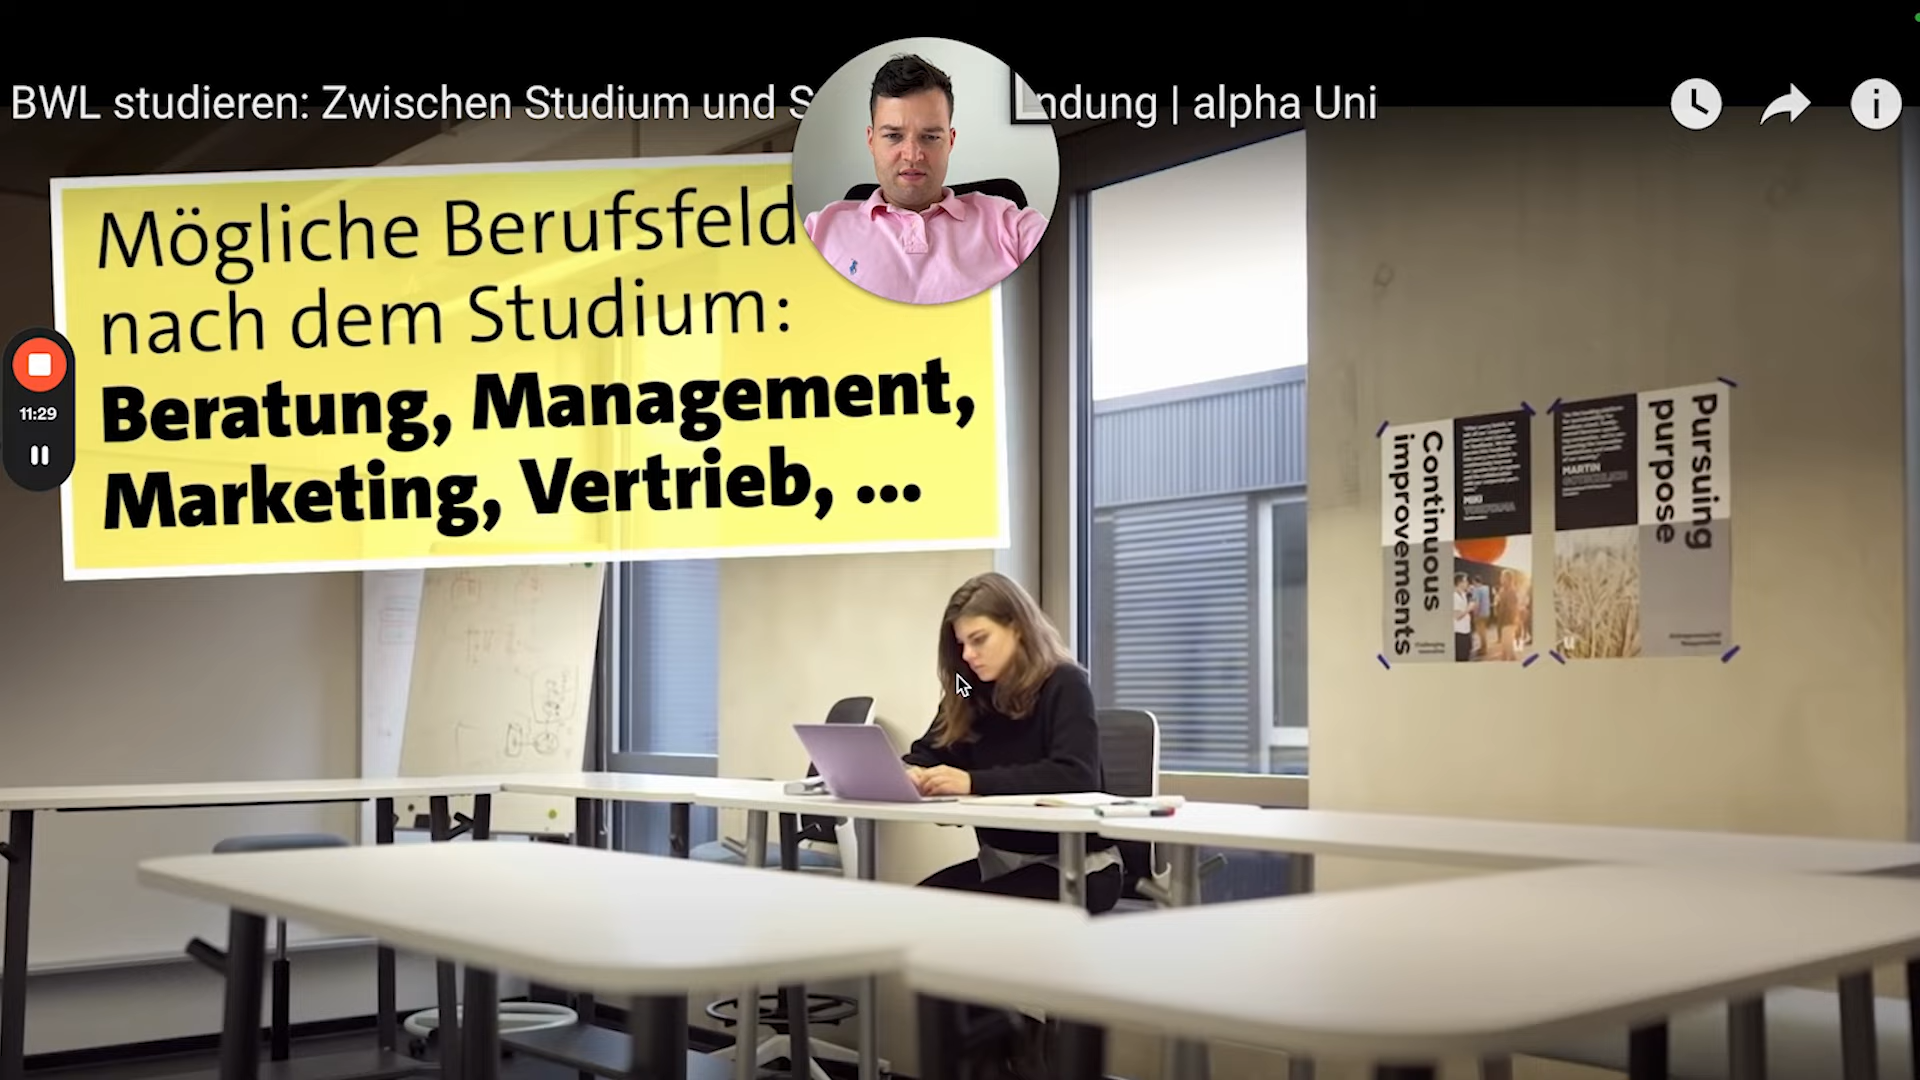 BWL studieren: Zwischen Studium und S
ndung | alpha Uni
Mögliche Berufsfeld
nach dem Studium:
Beratung, Management,
Marketing, Vertrieb, ...
11:29
Continuous
improvements
MIKI
Pursuing
purpose
MARTIN